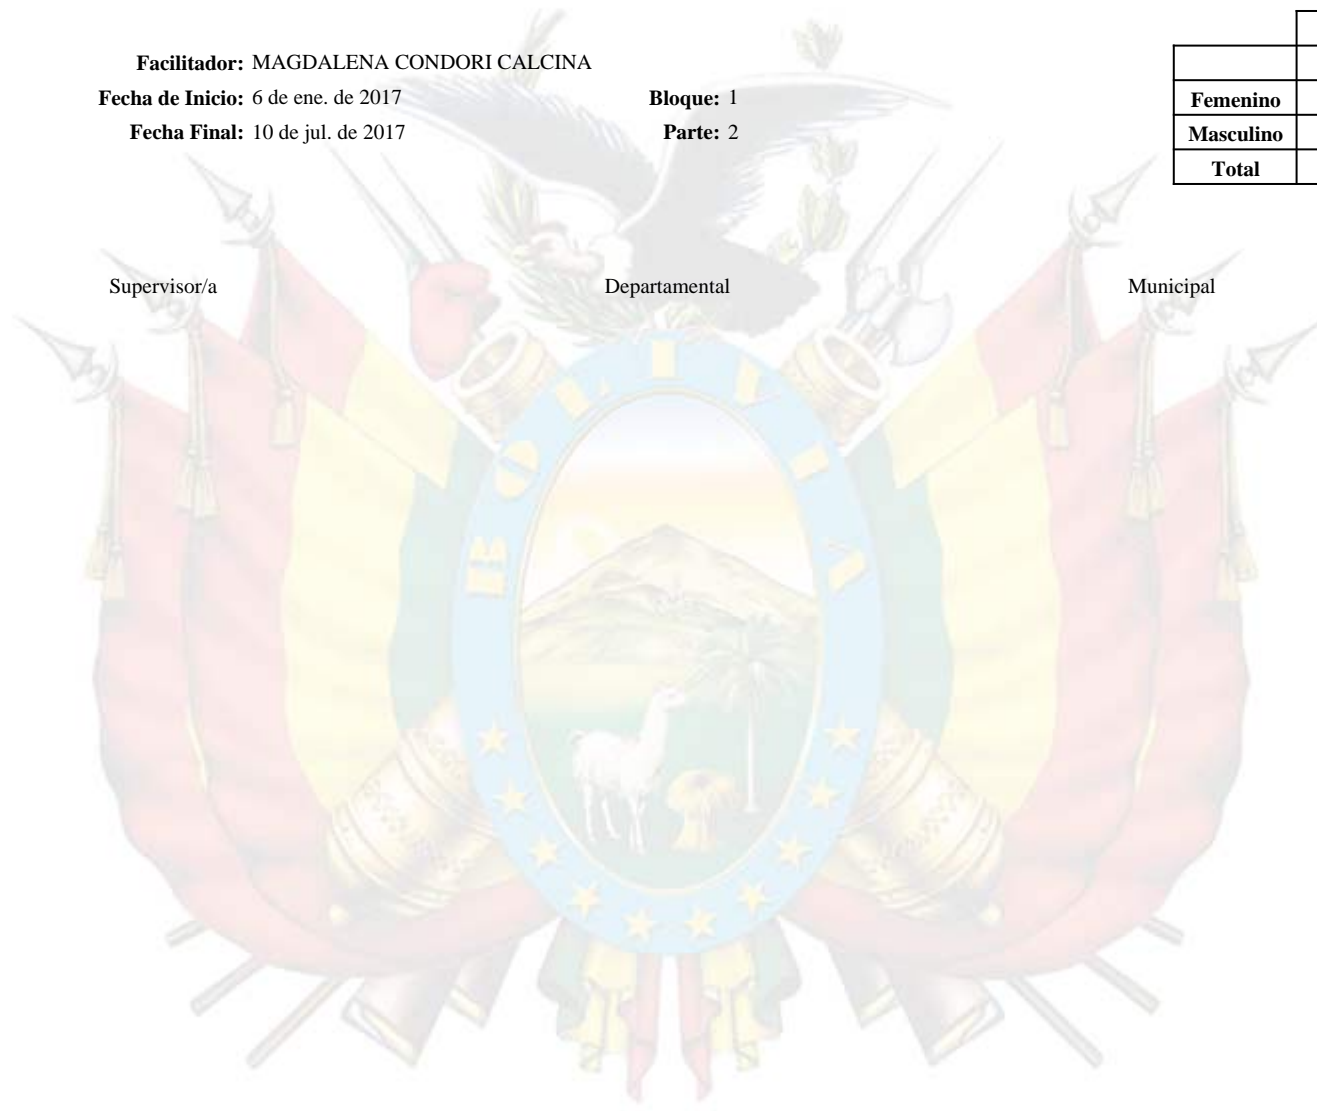 Facilitador: MAGDALENA CONDORI CALCINA
Fecha de Inicio: 6 de ene. de 2017 Bloque: 1
Femenino
Fecha Final: 10 de jul. de 2017 Parte: 2
Masculino
Total
Supervisor/a Departamental Municipal
BOLIVIA